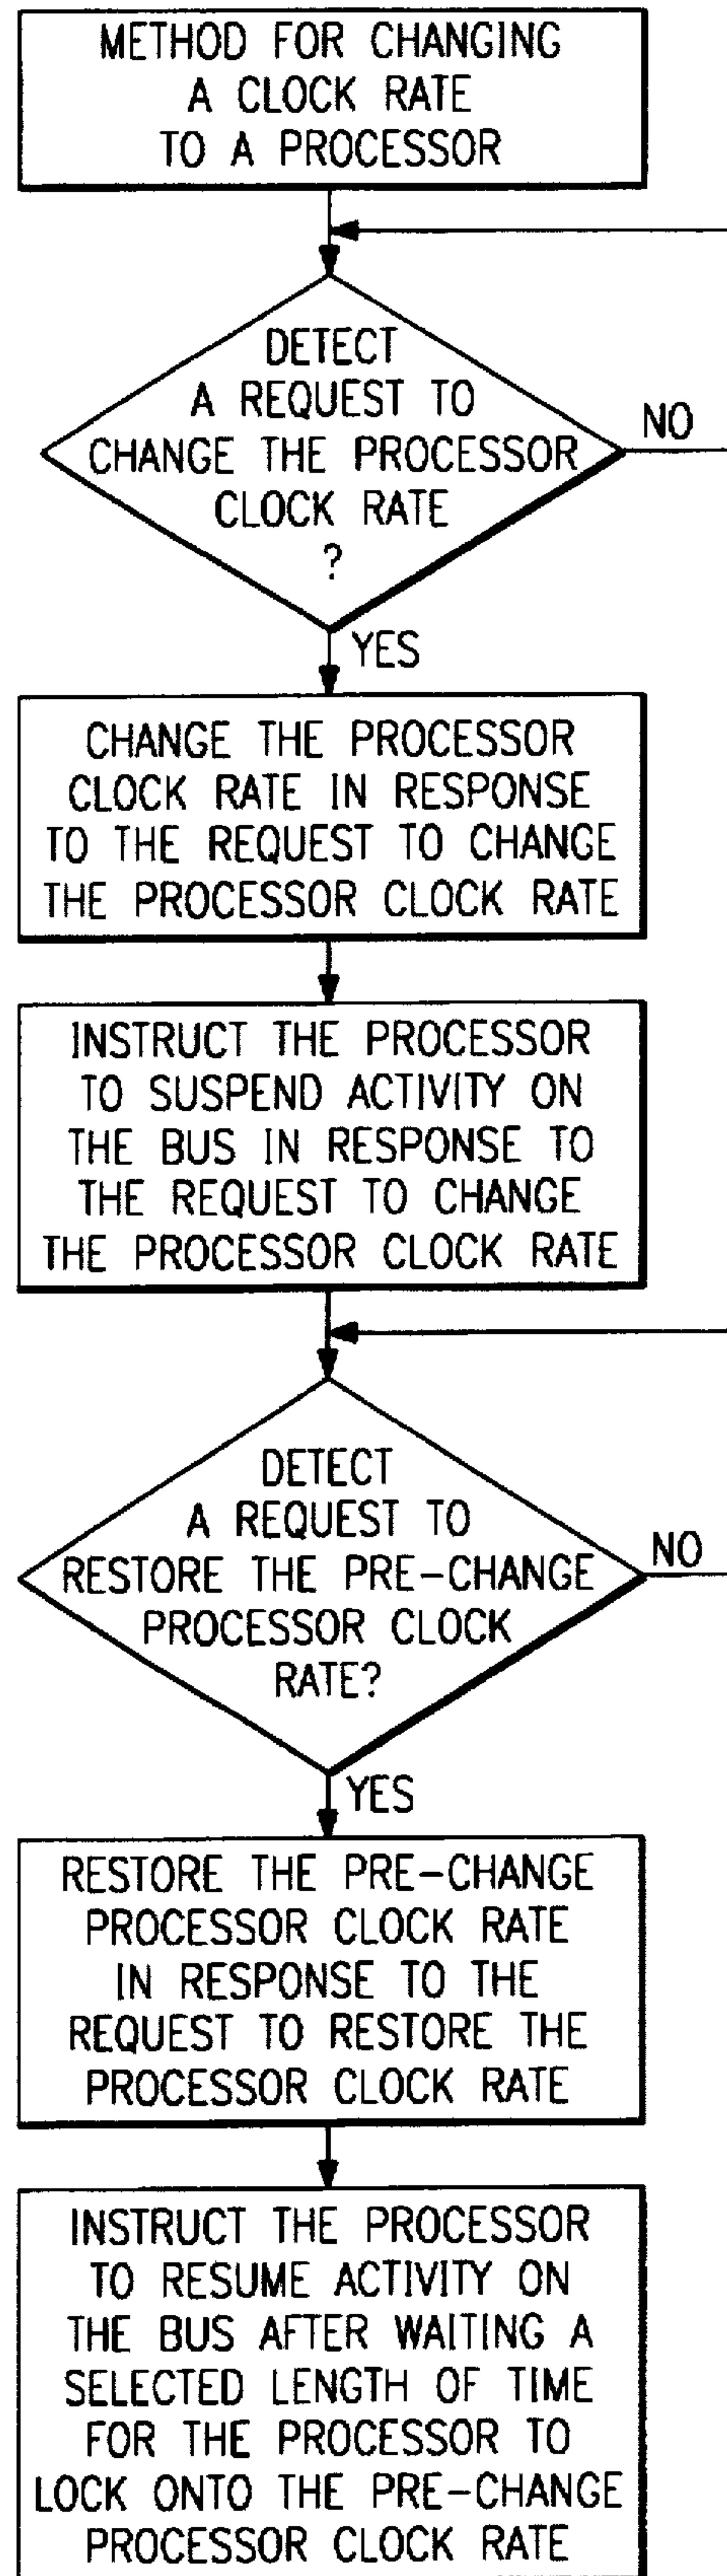 METHOD FOR CHANGING
A CLOCK RATE
TO A PROCESSOR
DETECT
A REQUEST TO
CHANGE THE PROCESSOR
CLOCK RATE
?
NO
YES
CHANGE THE PROCESSOR
CLOCK RATE IN RESPONSE
TO THE REQUEST TO CHANGE
THE PROCESSOR CLOCK RATE
INSTRUCT THE PROCESSOR
TO SUSPEND ACTIVITY ON
THE BUS IN RESPONSE TO
THE REQUEST TO CHANGE
THE PROCESSOR CLOCK RATE
DETECT
A REQUEST TO
RESTORE THE PRE-CHANGE
PROCESSOR CLOCK
RATE?
NO
YES
RESTORE THE PRE-CHANGE
PROCESSOR CLOCK RATE
IN RESPONSE TO THE
REQUEST TO RESTORE THE
PROCESSOR CLOCK RATE
INSTRUCT THE PROCESSOR
TO RESUME ACTIVITY ON
THE BUS AFTER WAITING A
SELECTED LENGTH OF TIME
FOR THE PROCESSOR TO
LOCK ONTO THE PRE-CHANGE
PROCESSOR CLOCK RATE